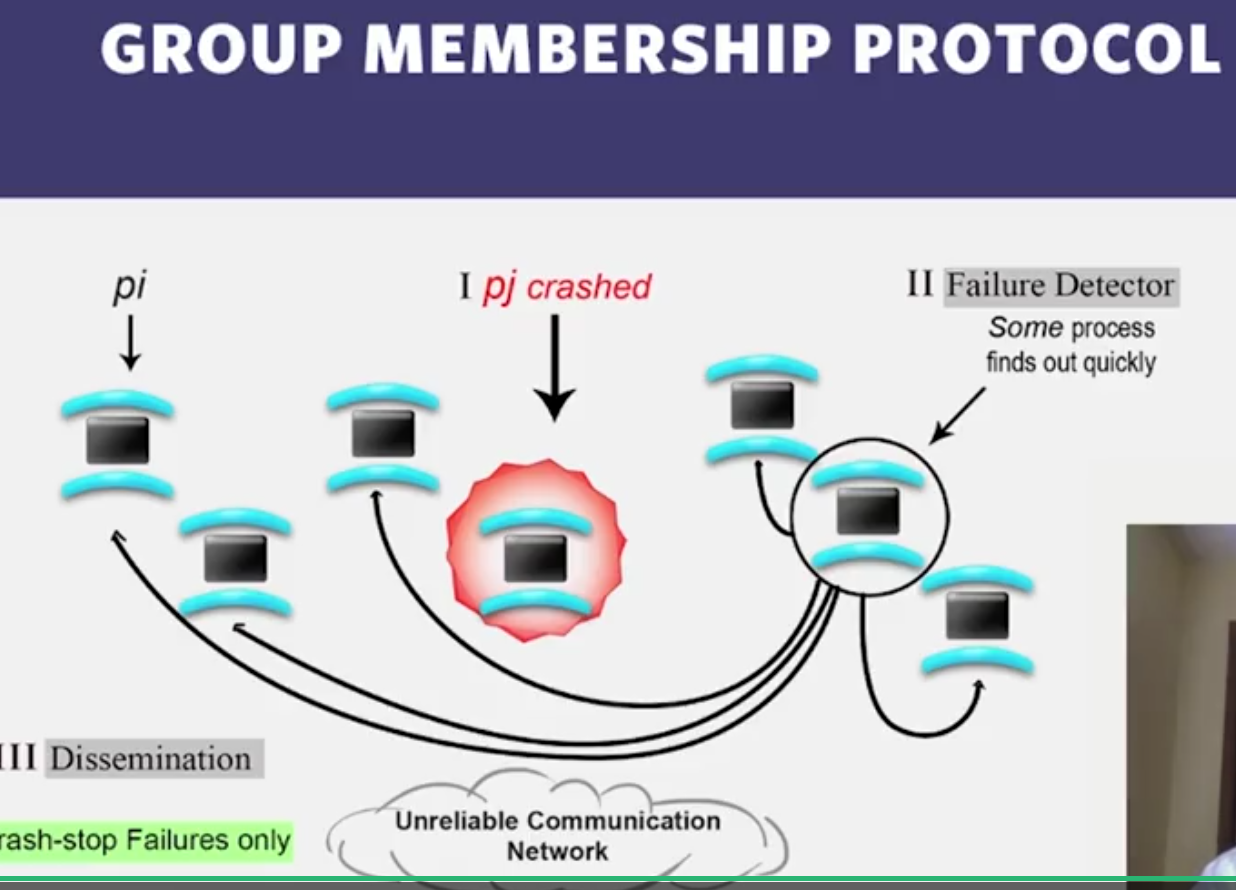 GROUP MEMBERSHIP PROTOCOL
pi
I pj crashed
II Failure Detector
Some process
finds out quickly
III Dissemination
rash-stop Failures only
Unreliable Communication
Network